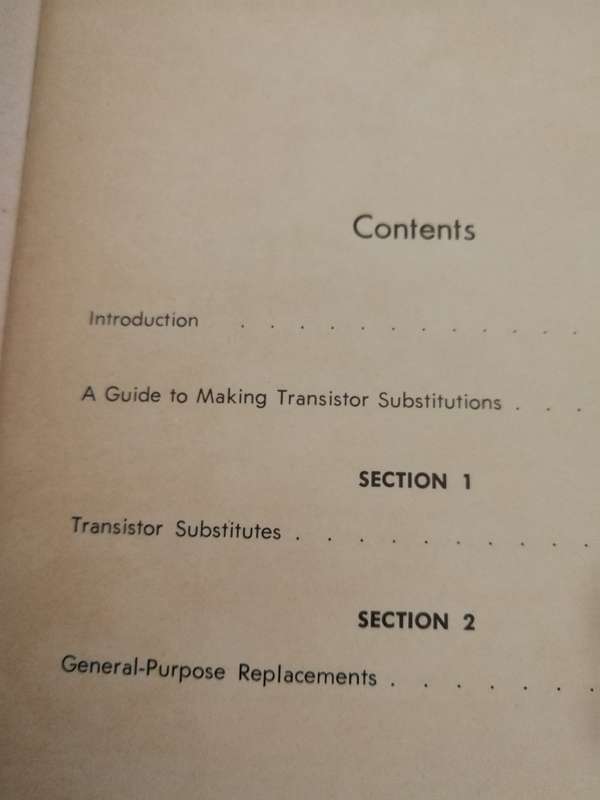 Contents
Introduction . . . . . . . . . . . .
A Guide to Making Transistor Substitutions . . .
SECTION 1
Transistor Substitutes . . . . . . . . . .
SECTION 2
General-Purpose Replacements . . . . . . .